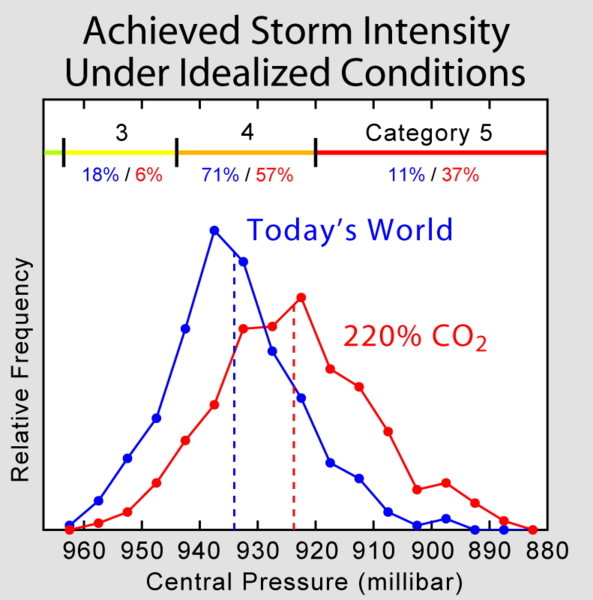 Achieved Storm Intensity
Under Idealized Conditions
3 4 Category 5
18% / 6% 71% / 57% 11% / 37%
Today's World
220% CO₂
Relative Frequency
960 950 940 930 920 910 900 890 880
Central Pressure (millibar)